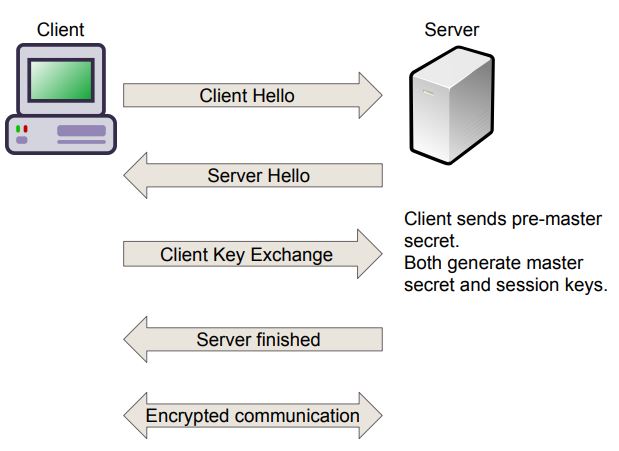 Client
Server
Client Hello
Server Hello
Client Key Exchange
Client sends pre-master
secret.
Both generate master
secret and session keys.
Server finished
Encrypted communication